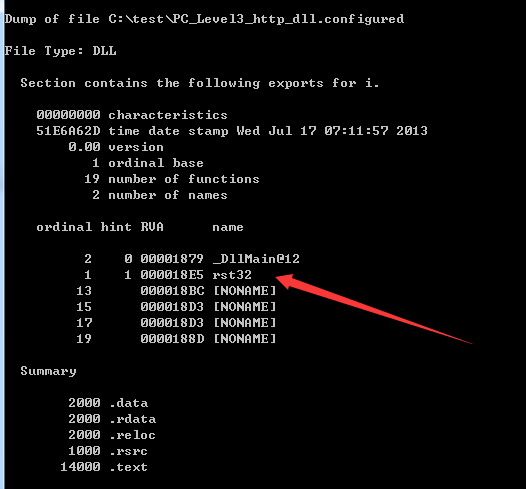 Dump of file C:\test\PC_Level3_http_dll.configured
File Type: DLL
Section contains the following exports for i.
00000000 characteristics
51E6A62D time date stamp Wed Jul 17 07:11:57 2013
0.00 version
1 ordinal base
19 number of functions
2 number of names
ordinal hint RVA name
2 0 00001879 _DllMain@12
1 1 000018E5 rst32
13 000018BC [NONAME]
15 000018D3 [NONAME]
17 000018D3 [NONAME]
19 0000188D [NONAME]
Summary
2000 .data
2000 .rdata
2000 .reloc
1000 .rsrc
14000 .text